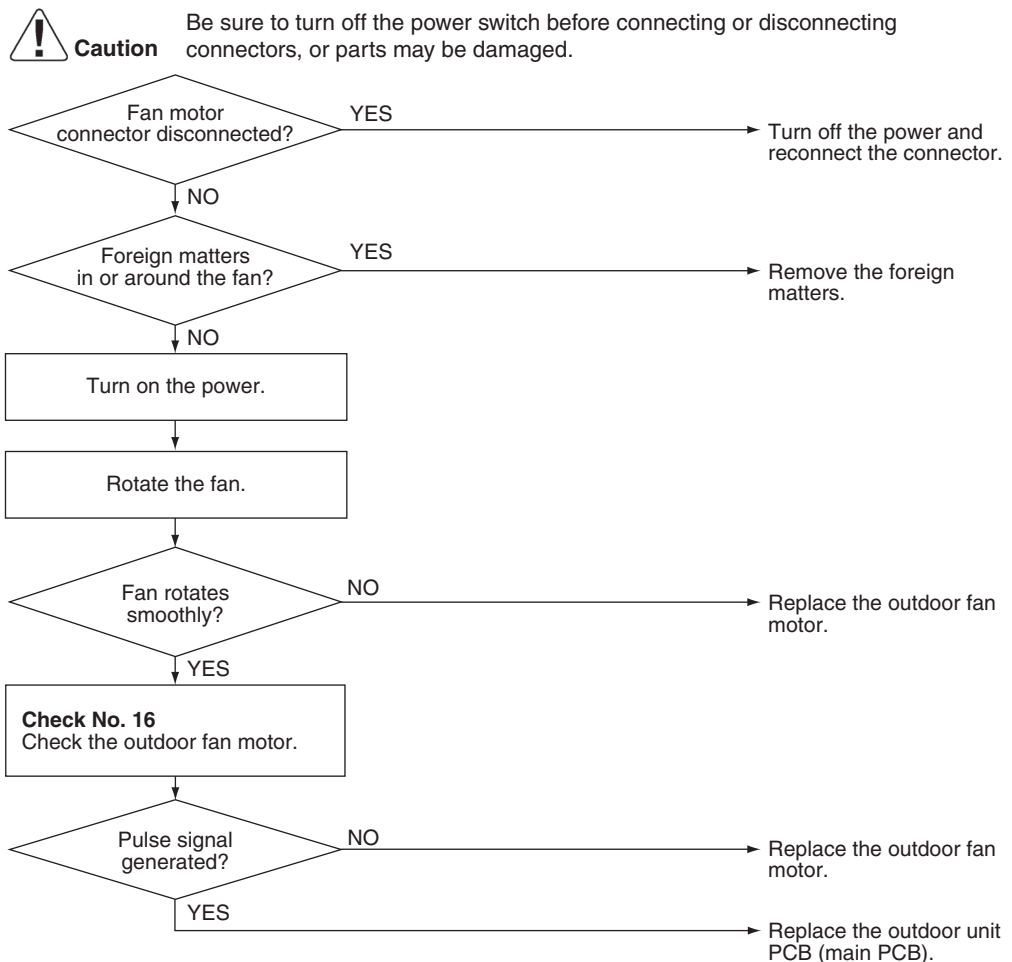 Be sure to turn off the power switch before connecting or disconnecting
Caution connectors, or parts may be damaged.
Fan motor
connector disconnected?
YES
Turn off the power and
reconnect the connector.
NO
Foreign matters
in or around the fan?
YES
Remove the foreign
matters.
NO
Turn on the power.
Rotate the fan.
Fan rotates
smoothly?
NO
Replace the outdoor fan
motor.
YES
Check No. 16
Check the outdoor fan motor.
Pulse signal
generated?
NO
Replace the outdoor fan
motor.
YES
Replace the outdoor unit
PCB (main PCB).